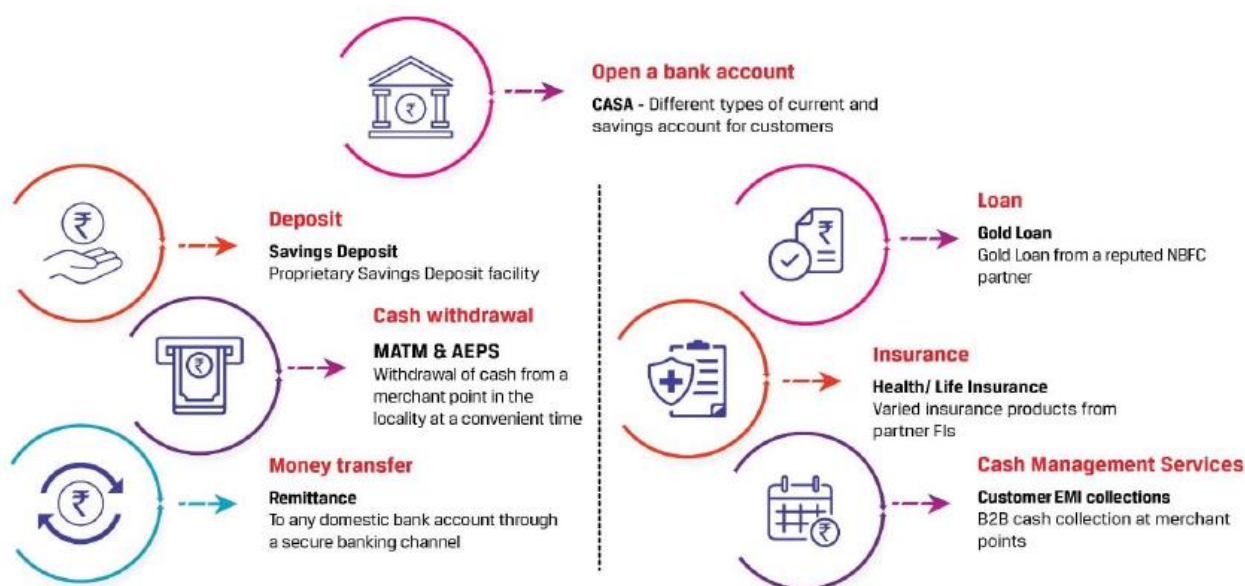 Open a bank account
CASA - Different types of current and
savings account for customers
Deposit
Savings Deposit
Proprietary Savings Deposit facility
Cash withdrawal
MATM & AEPS
Withdrawal of cash from a
merchant point in the
locality at a convenient time
Money transfer
Remittance
To any domestic bank account through
a secure banking channel
Loan
Gold Loan
Gold Loan from a reputed NBFC
partner
Insurance
Health/ Life Insurance
Varied insurance products from
partner FIs
Cash Management Services
Customer EMI collections
B2B cash collection at merchant
points